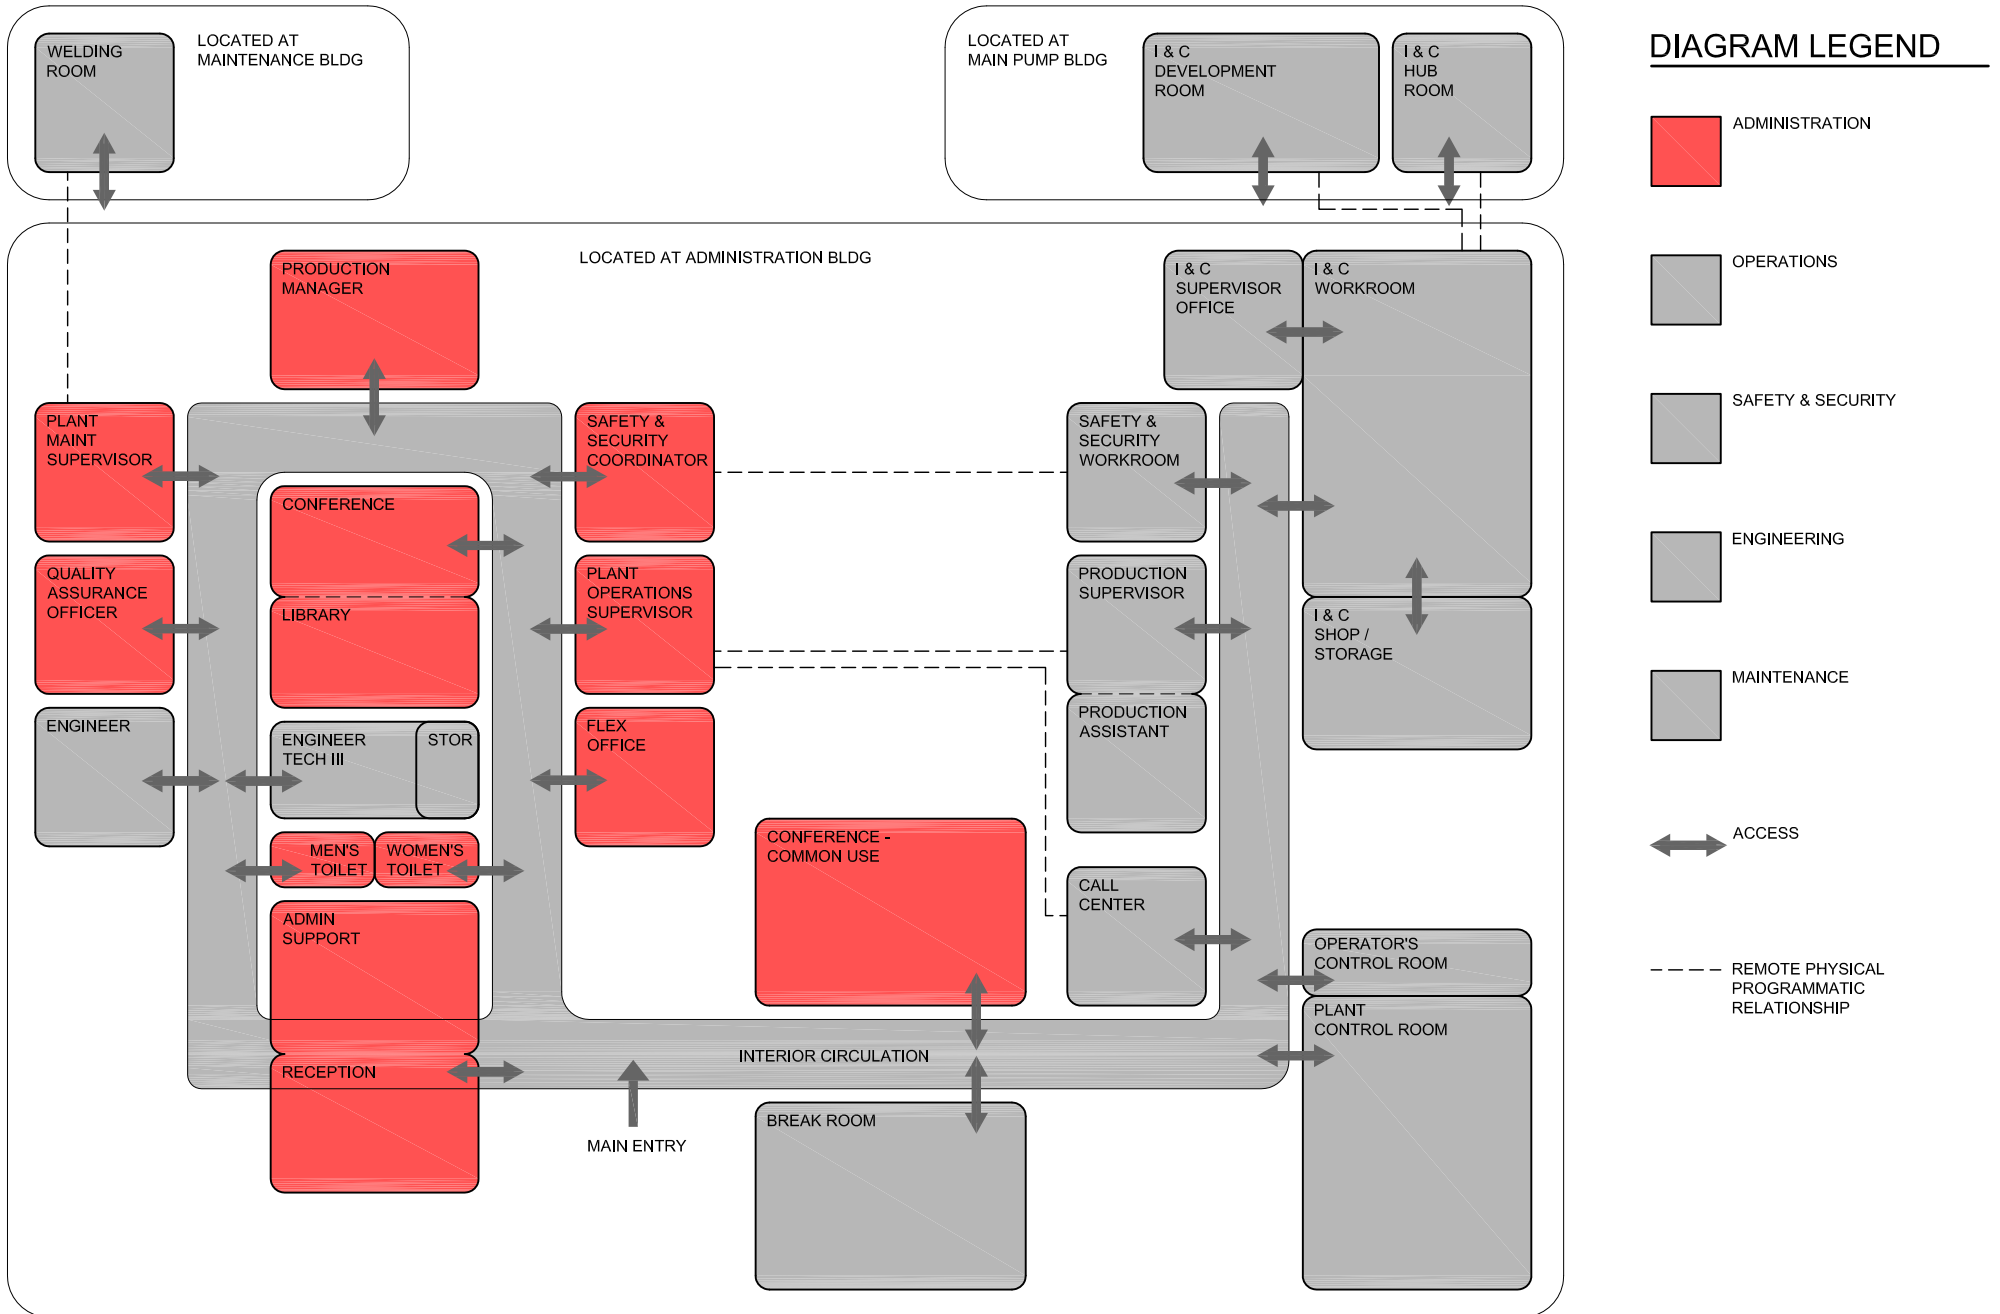 WELDING
ROOM
LOCATED AT
MAINTENANCE BLDG
LOCATED AT
MAIN PUMP BLDG
I & C
DEVELOPMENT
ROOM
I & C
HUB
ROOM
DIAGRAM LEGEND
ADMINISTRATION
OPERATIONS
SAFETY & SECURITY
ENGINEERING
MAINTENANCE
ACCESS
REMOTE PHYSICAL
PROGRAMMATIC
RELATIONSHIP
LOCATED AT ADMINISTRATION BLDG
PRODUCTION
MANAGER
I & C
SUPERVISOR
OFFICE
I & C
WORKROOM
PLANT
MAINT
SUPERVISOR
SAFETY &
SECURITY
COORDINATOR
SAFETY &
SECURITY
WORKROOM
CONFERENCE
QUALITY
ASSURANCE
OFFICER
LIBRARY
PLANT
OPERATIONS
SUPERVISOR
PRODUCTION
SUPERVISOR
I & C
SHOP /
STORAGE
ENGINEER
ENGINEER
TECH III
STOR
FLEX
OFFICE
PRODUCTION
ASSISTANT
MEN'S
TOILET
WOMEN'S
TOILET
CONFERENCE -
COMMON USE
CALL
CENTER
ADMIN
SUPPORT
OPERATOR'S
CONTROL ROOM
PLANT
CONTROL ROOM
INTERIOR CIRCULATION
RECEPTION
BREAK ROOM
MAIN ENTRY